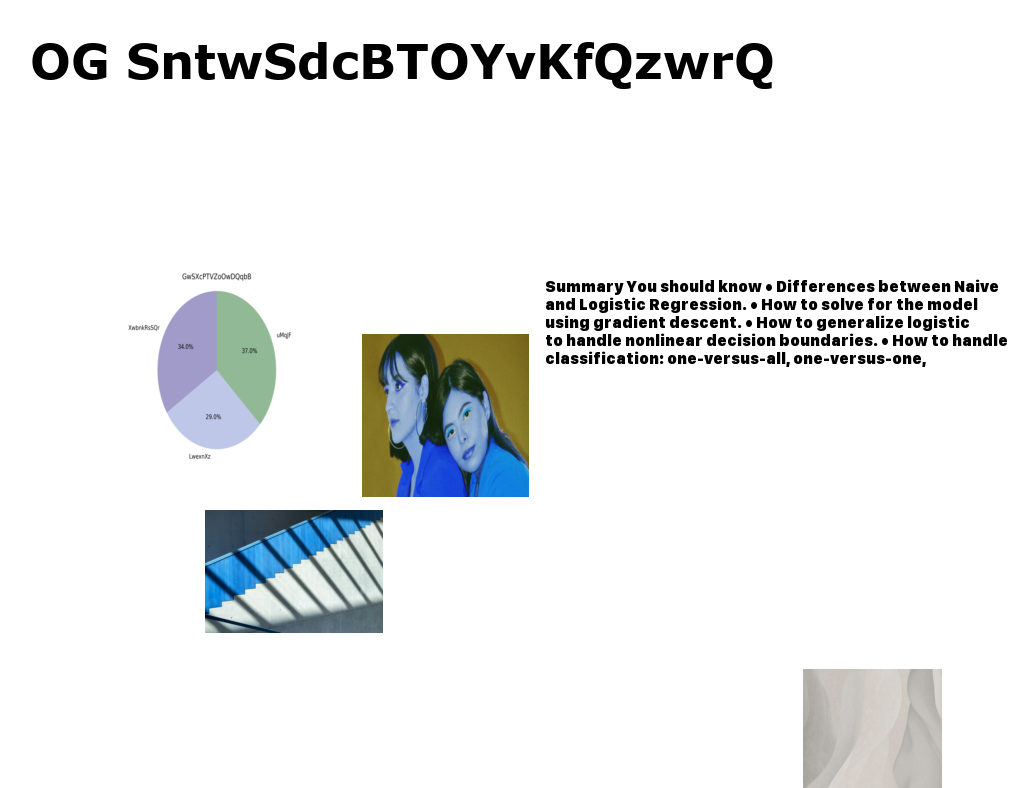 OG SntwSdcBTOYvKfQzwrQ
GwSXcPTVZoOwDQqbB
XwbnkRsSQr
uMqJF
34.0%
37.0%
29.0%
LwexnXz
Summary You should know • Differences between Naive
and Logistic Regression. • How to solve for the model
using gradient descent. • How to generalize logistic
to handle nonlinear decision boundaries. • How to handle
classification: one-versus-all, one-versus-one,